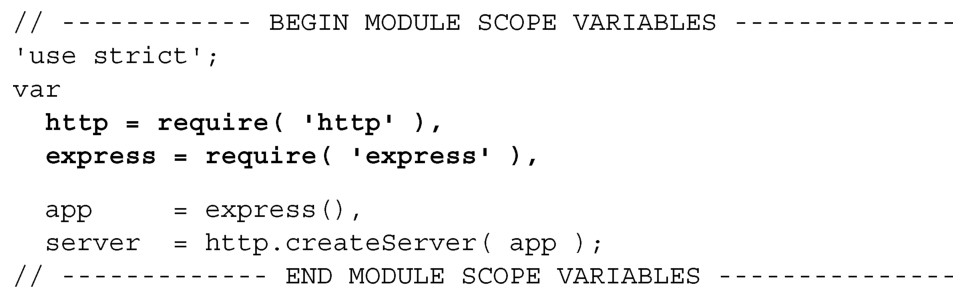 // ------------ BEGIN MODULE SCOPE VARIABLES --------------
'use strict';
var
  http = require( 'http' ),
  express = require( 'express' ),
  app     = express(),
  server  = http.createServer( app );
// ------------- END MODULE SCOPE VARIABLES ---------------